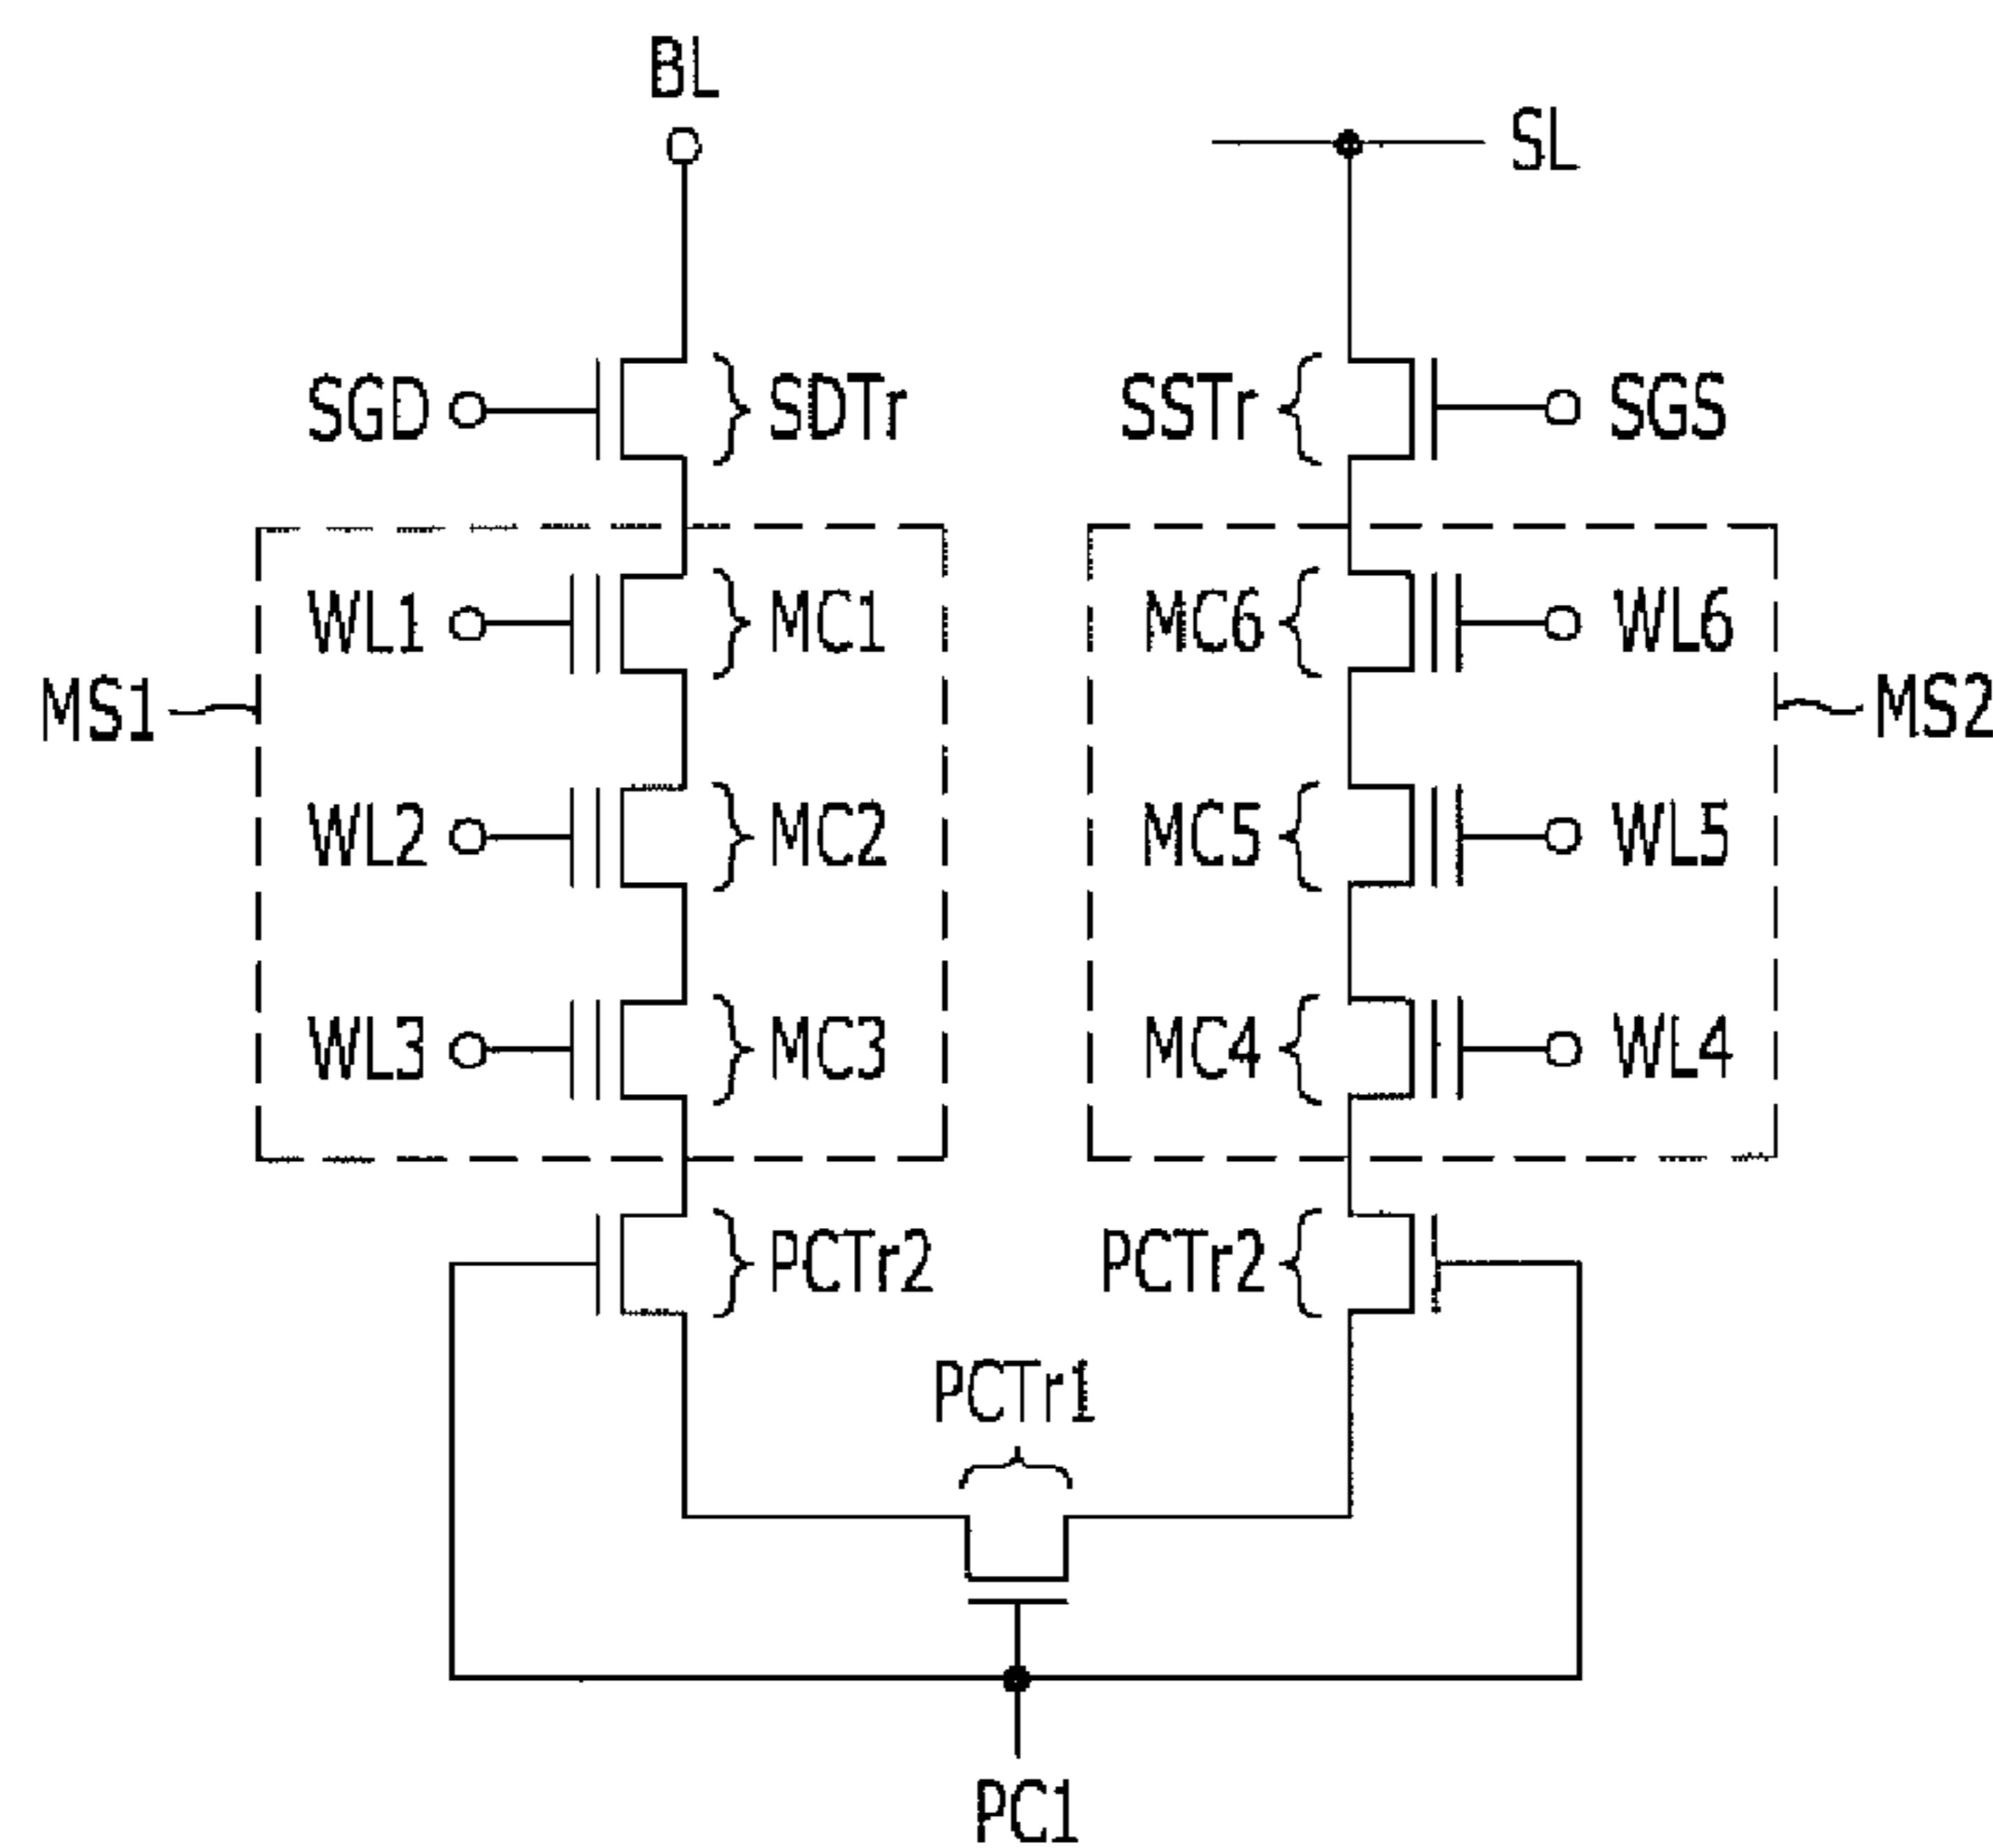 BL
SL
SGD SDTr SSTr SGS
WL1 MC1 MC6 WL6
MS1 MS2
WL2 MC2 MC5 WL5
WL3 MC3 MC4 WL4
PCTr2 PCTr2
PCTr1
PC1